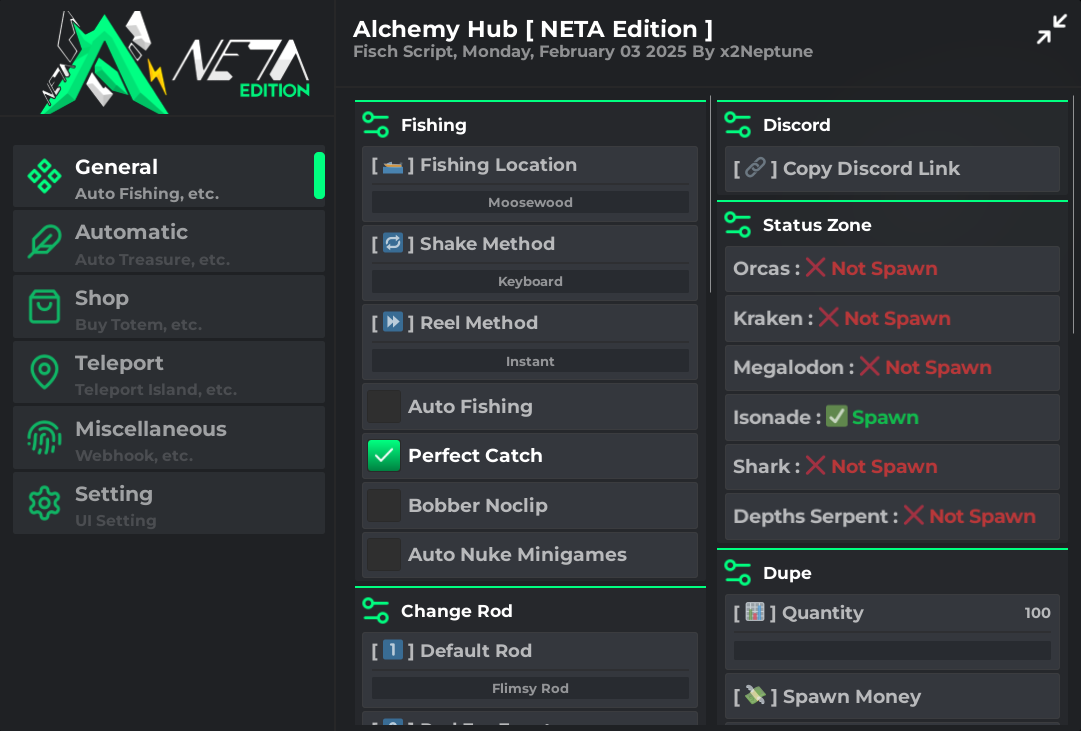 NETA
NETA
EDITION
Alchemy Hub [ NETA Edition ]
Fisch Script, Monday, February 03 2025 By x2Neptune
General
Auto Fishing, etc.
Automatic
Auto Treasure, etc.
Shop
Buy Totem, etc.
Teleport
Teleport Island, etc.
Miscellaneous
Webhook, etc.
Setting
UI Setting
Fishing
[ 🚤 ] Fishing Location
Moosewood
[ 🔁 ] Shake Method
Keyboard
[ ⏩ ] Reel Method
Instant
Auto Fishing
Perfect Catch
Bobber Noclip
Auto Nuke Minigames
Change Rod
[ 1️⃣ ] Default Rod
Flimsy Rod
Discord
[ 🔗 ] Copy Discord Link
Status Zone
Orcas : ❌ Not Spawn
Kraken : ❌ Not Spawn
Megalodon : ❌ Not Spawn
Isonade : ✅ Spawn
Shark : ❌ Not Spawn
Depths Serpent : ❌ Not Spawn
Dupe
[ 🧮 ] Quantity 100
[ 💸 ] Spawn Money